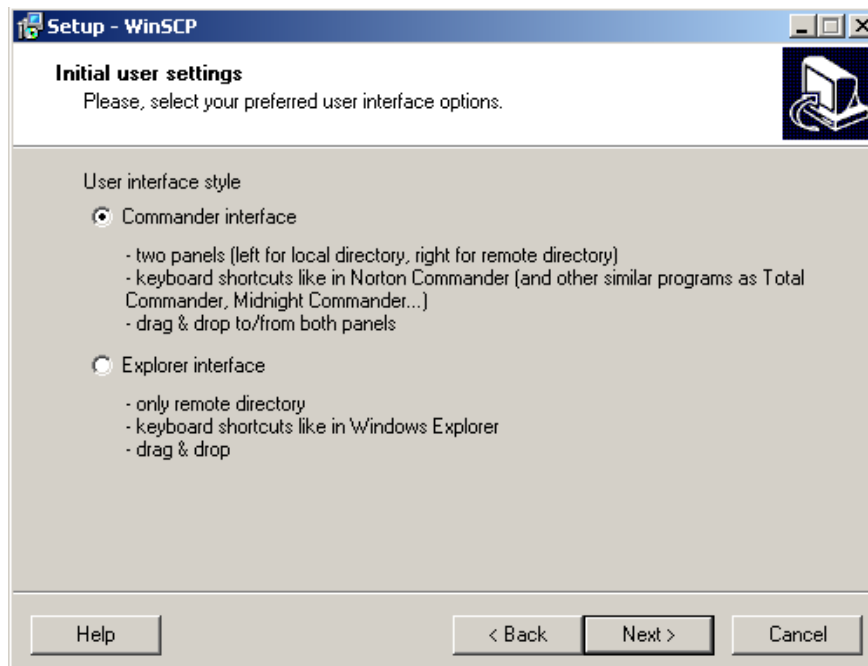 Setup - WinSCP
Initial user settings
Please, select your preferred user interface options.
User interface style
Commander interface
- two panels (left for local directory, right for remote directory)
- keyboard shortcuts like in Norton Commander (and other similar programs as Total
Commander, Midnight Commander...)
- drag & drop to/from both panels
Explorer interface
- only remote directory
- keyboard shortcuts like in Windows Explorer
- drag & drop
Help
< Back
Next >
Cancel